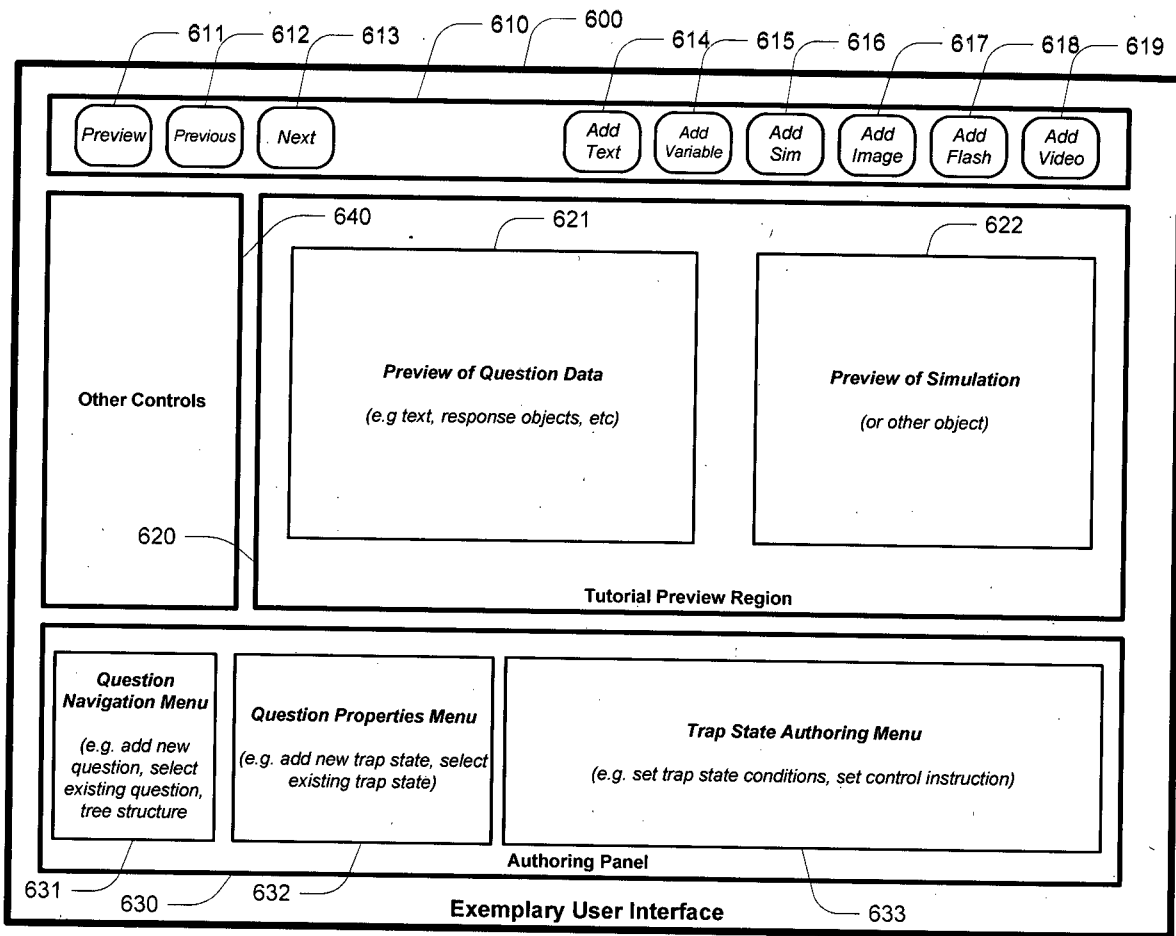 611
612
613
610
600
614
615
616
617
618
619
Preview
Previous
Next
Add
Text
Add
Variable
Add
Sim
Add
Image
Add
Flash
Add
Video
640
621
622
Other Controls
Preview of Question Data
(e.g text, response objects, etc)
Preview of Simulation
(or other object)
620
Tutorial Preview Region
Question
Navigation Menu
(e.g. add new
question, select
existing question,
tree structure
Question Properties Menu
(e.g. add new trap state, select
existing trap state)
Trap State Authoring Menu
(e.g. set trap state conditions, set control instruction)
Authoring Panel
631
630
632
633
Exemplary User Interface